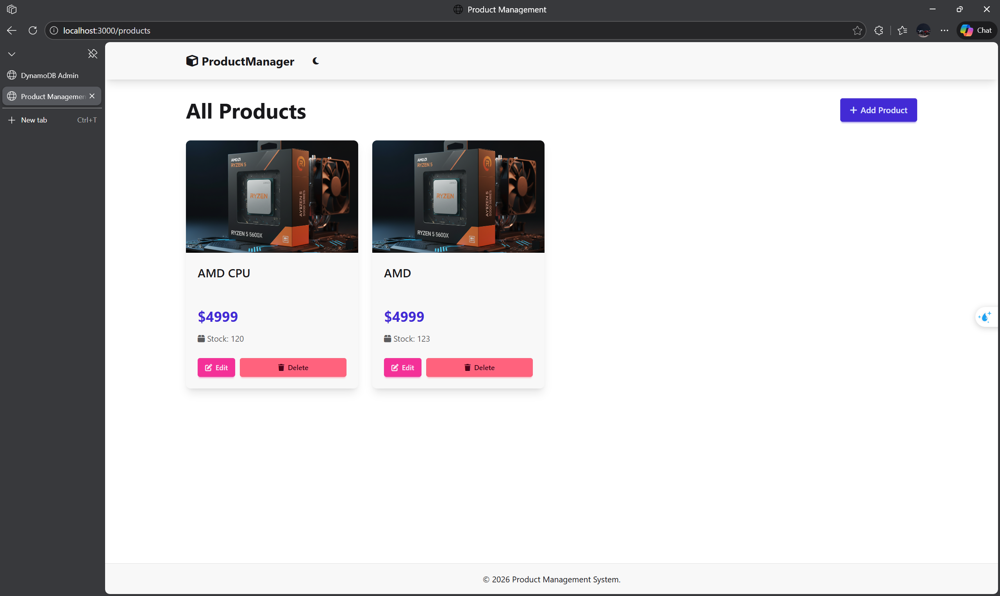 Product Management
localhost:3000/products
Chat
DynamoDB Admin
Product Managemen
New tab Ctrl+T
ProductManager
All Products
+ Add Product
AMD
RYZEN 5
RYZEN
RYZEN 5 5600X
AMD
RYZEN 5
RYZEN
RYZEN 5 5600X
AMD CPU
$4999
Stock: 120
Edit
Delete
AMD
$4999
Stock: 123
Edit
Delete
© 2026 Product Management System.